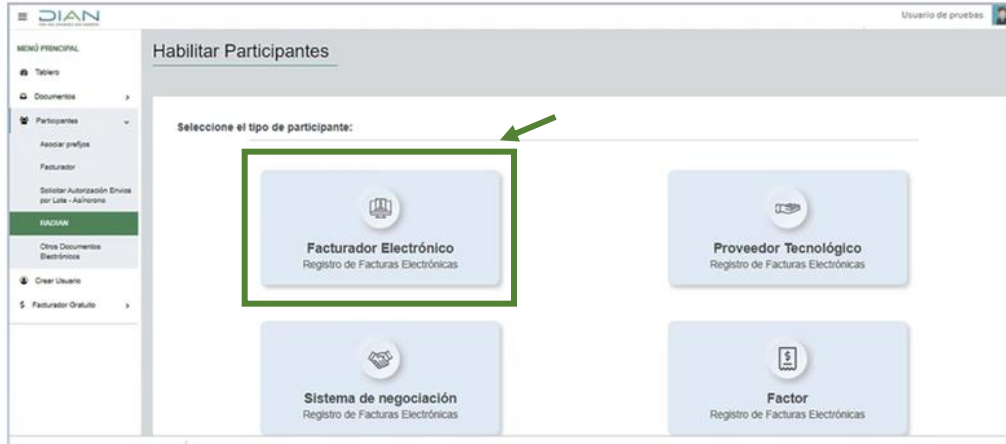 DIAN
Usuario de pruebas
MENÚ PRINCIPAL
Tablero
Documentos
Participantes
Asociar prefijos
Facturador
Solicitar Autorización Envios
por Lote - Asíncrono
RADIAN
Otros Documentos
Electrónicos
Crear Usuario
Facturador Gratuito
Habilitar Participantes
Seleccione el tipo de participante:
Facturador Electrónico
Registro de Facturas Electrónicas
Proveedor Tecnológico
Registro de Facturas Electrónicas
Sistema de negociación
Registro de Facturas Electrónicas
Factor
Registro de Facturas Electrónicas